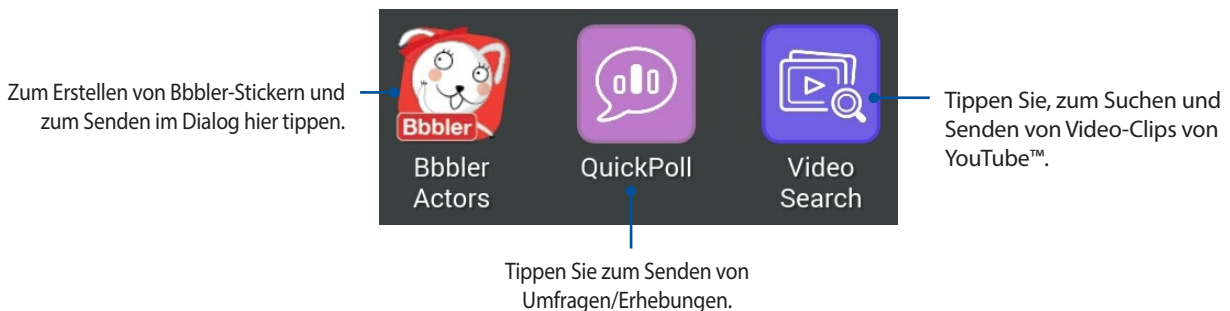 Zum Erstellen von Bbbler-Stickern und
zum Senden im Dialog hier tippen.
Bbbler
Bbbler
Actors
QuickPoll
Video
Search
Tippen Sie, zum Suchen und
Senden von Video-Clips von
YouTube™.
Tippen Sie zum Senden von
Umfragen/Erhebungen.